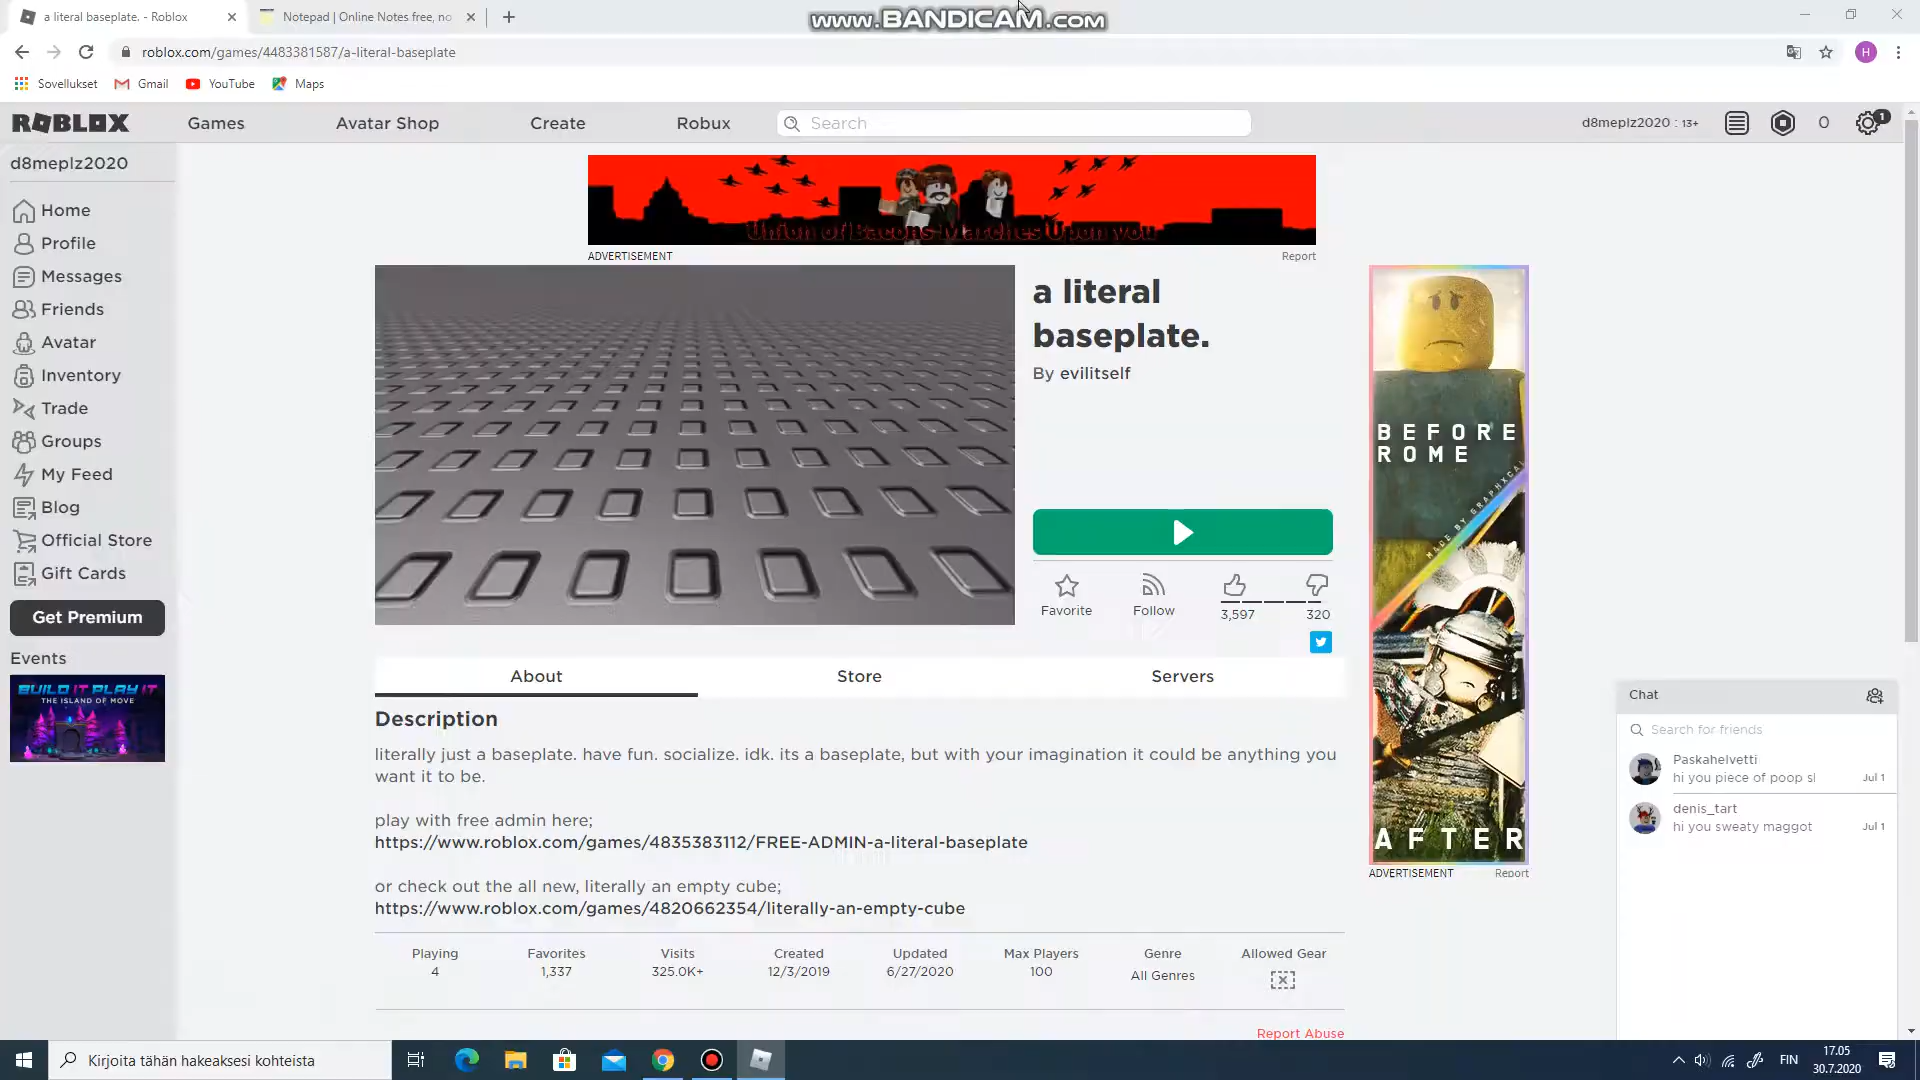 a literal baseplate. - Roblox
Notepad | Online Notes free, no
www.BANDICAM.com
roblox.com/games/4483381587/a-literal-baseplate
H
Sovellukset
Gmail
YouTube
Maps
ROBLOX
Games
Avatar Shop
Create
Robux
Search
d8meplz2020 : 13+
0
1
d8meplz2020
Home
Profile
Messages
Friends
Avatar
Inventory
Trade
Groups
My Feed
Blog
Official Store
Gift Cards
Get Premium
Events
BUILD IT PLAY IT
THE ISLAND OF MOVE
Union of Bacons Marches Upon you
ADVERTISEMENT
Report
a literal
baseplate.
By evilitself
Favorite
Follow
3,597
320
BEFORE
ROME
MADE BY GRAPHXCAL
AFTER
ADVERTISEMENT
Report
About
Store
Servers
Description
literally just a baseplate. have fun. socialize. idk. its a baseplate, but with your imagination it could be anything you
want it to be.
play with free admin here;
https://www.roblox.com/games/4835383112/FREE-ADMIN-a-literal-baseplate
or check out the all new, literally an empty cube;
https://www.roblox.com/games/4820662354/literally-an-empty-cube
Playing
4
Favorites
1,337
Visits
325.0K+
Created
12/3/2019
Updated
6/27/2020
Max Players
100
Genre
All Genres
Allowed Gear
Report Abuse
Chat
Search for friends
Paskahelvetti
hi you piece of poop sl
Jul 1
denis_tart
hi you sweaty maggot
Jul 1
Kirjoita tähän hakeaksesi kohteista
FIN
17.05
30.7.2020